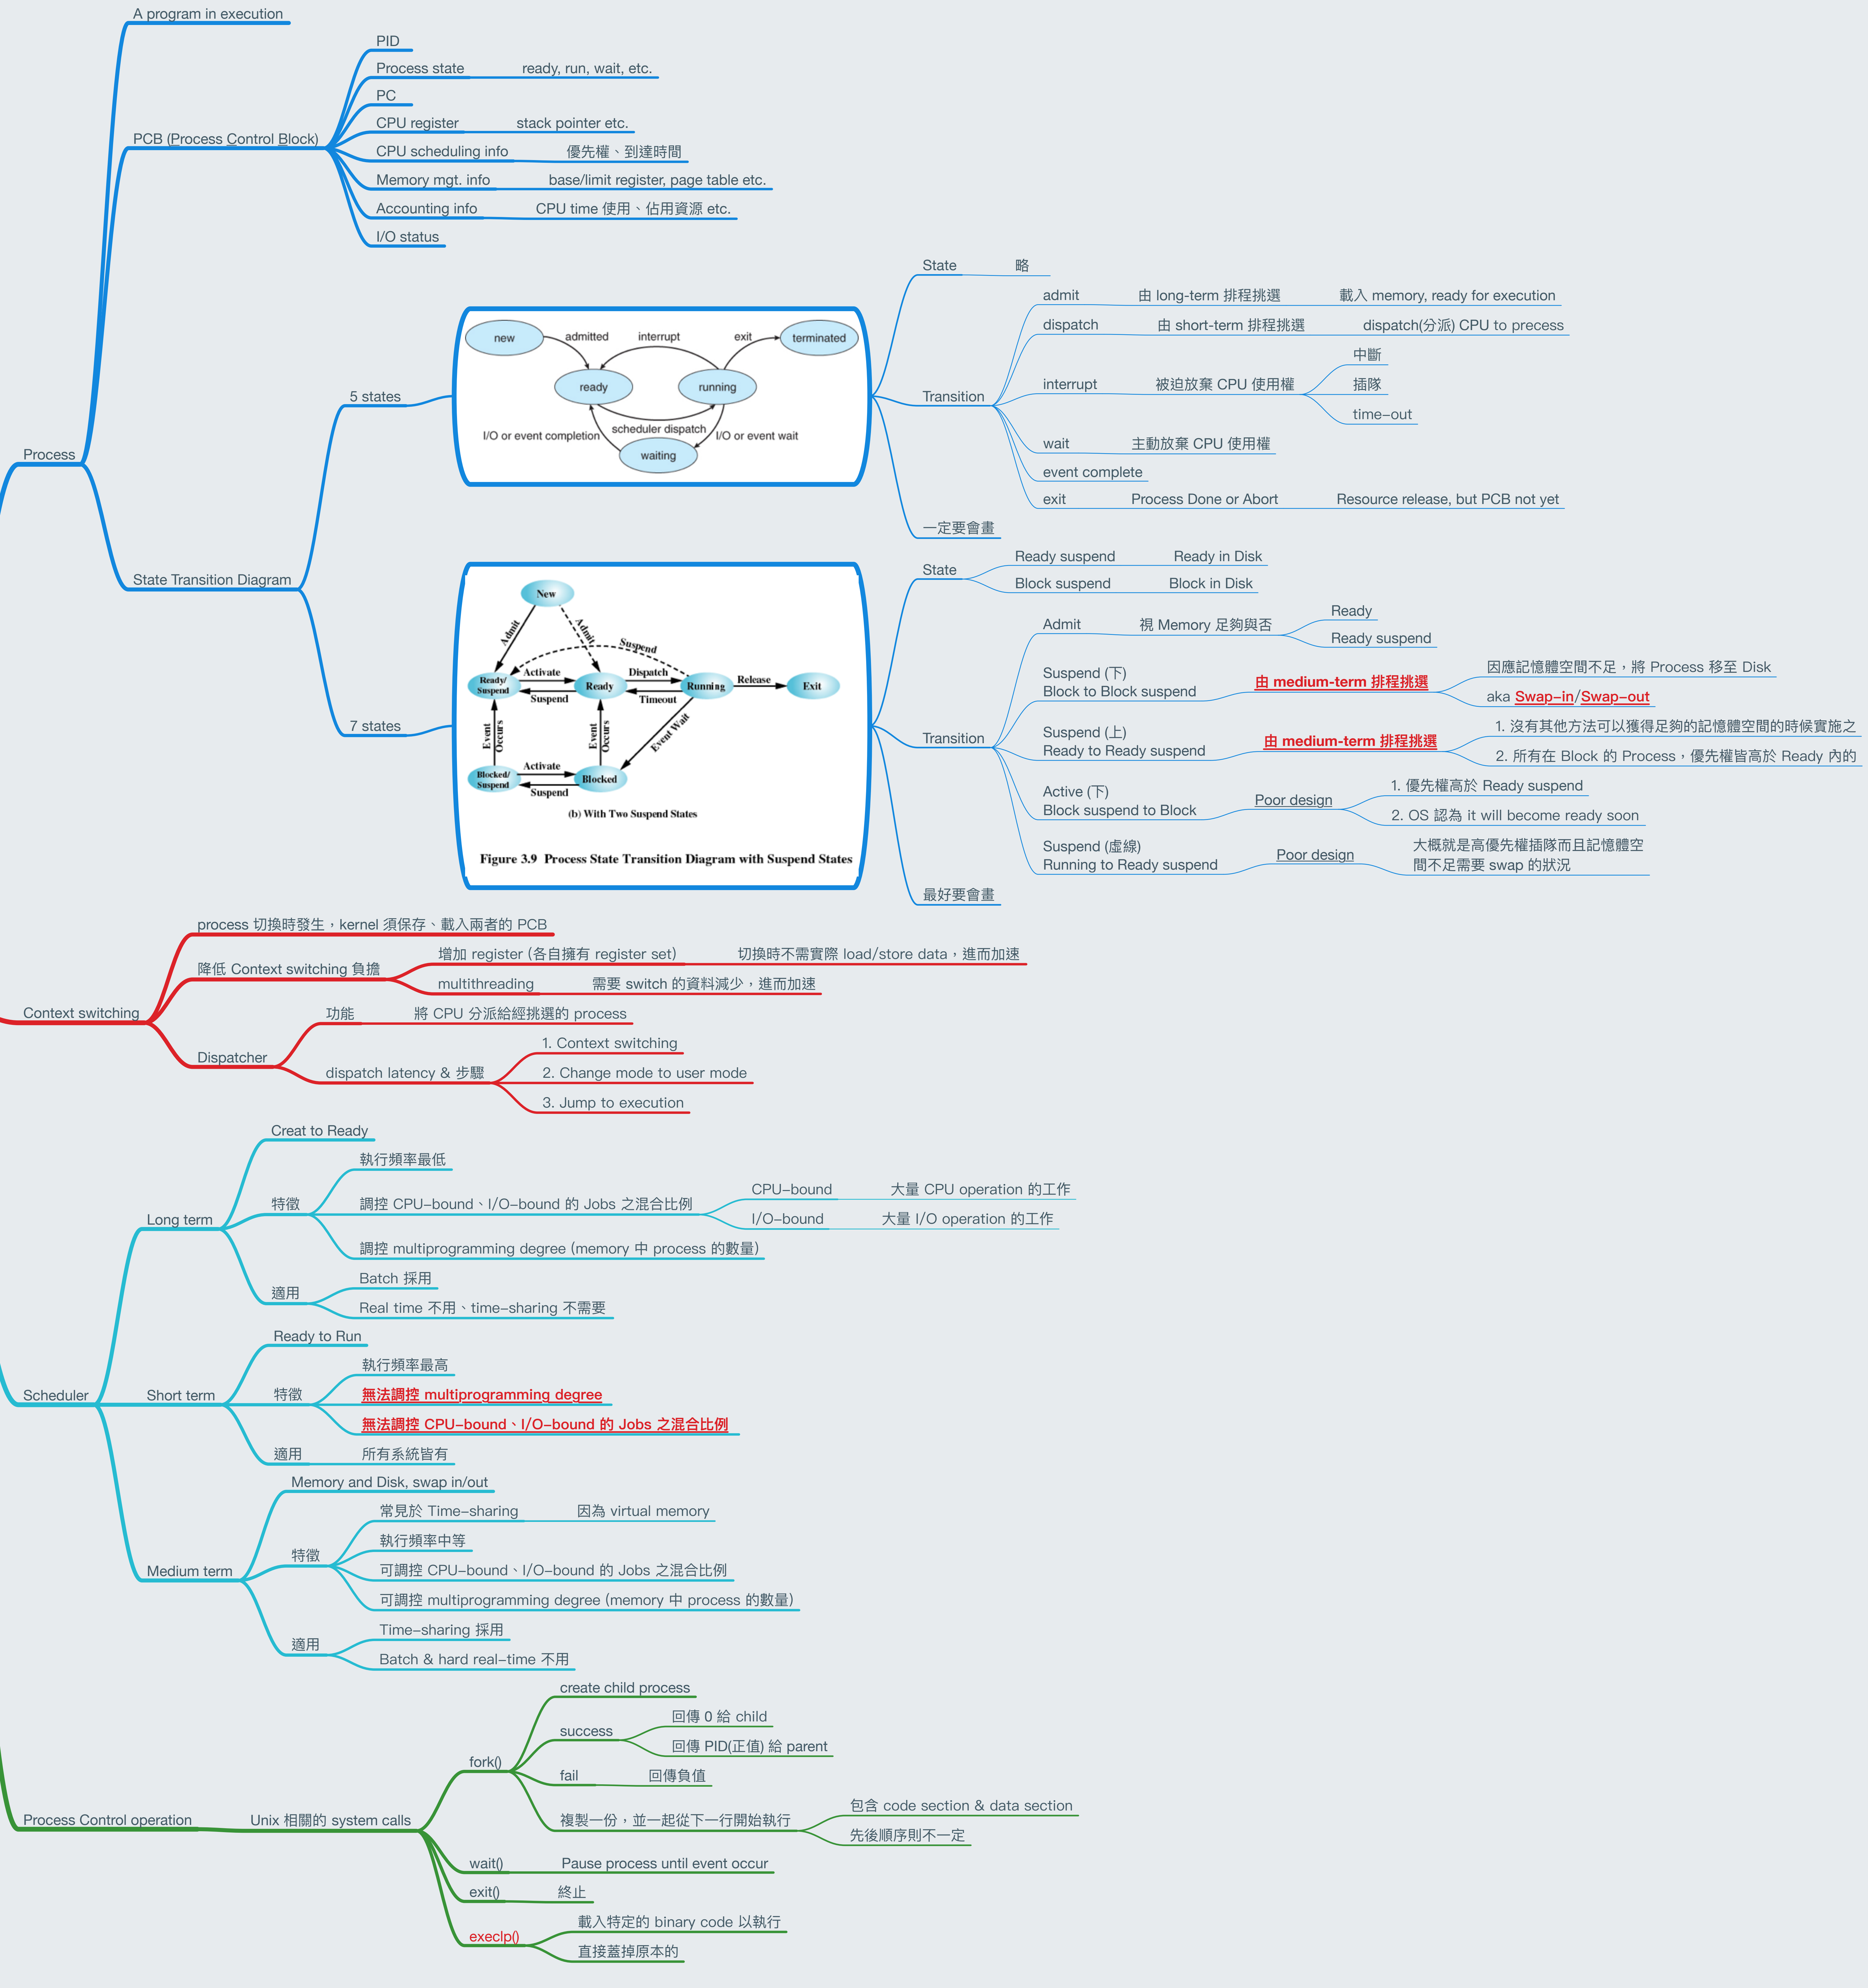 Process
A program in execution
PCB (Process Control Block)
PID
Process state
ready, run, wait, etc.
PC
CPU register
stack pointer etc.
CPU scheduling info
優先權、到達時間
Memory mgt. info
base/limit register, page table etc.
Accounting info
CPU time 使用、佔用資源 etc.
I/O status
State Transition Diagram
5 states
new
admitted
interrupt
exit
terminated
ready
running
scheduler dispatch
I/O or event completion
I/O or event wait
waiting
State
略
Transition
admit
由 long-term 排程挑選
載入 memory, ready for execution
dispatch
由 short-term 排程挑選
dispatch(分派) CPU to precess
interrupt
被迫放棄 CPU 使用權
中斷
插隊
time-out
wait
主動放棄 CPU 使用權
event complete
exit
Process Done or Abort
Resource release, but PCB not yet
一定要會畫
7 states
New
Admit
Admit
Suspend
Ready/
Suspend
Activate
Suspend
Ready
Dispatch
Timeout
Running
Release
Exit
Event
Occurs
Event
Occurs
Event Wait
Blocked/
Suspend
Activate
Suspend
Blocked
(b) With Two Suspend States
Figure 3.9 Process State Transition Diagram with Suspend States
State
Ready suspend
Ready in Disk
Block suspend
Block in Disk
Transition
Admit
視 Memory 足夠與否
Ready
Ready suspend
Suspend (下)
Block to Block suspend
由 medium-term 排程挑選
因應記憶體空間不足，將 Process 移至 Disk
aka Swap-in/Swap-out
Suspend (上)
Ready to Ready suspend
由 medium-term 排程挑選
1. 沒有其他方法可以獲得足夠的記憶體空間的時候實施之
2. 所有在 Block 的 Process，優先權皆高於 Ready 內的
Active (下)
Block suspend to Block
Poor design
1. 優先權高於 Ready suspend
2. OS 認為 it will become ready soon
Suspend (虛線)
Running to Ready suspend
Poor design
大概就是高優先權插隊而且記憶體空
間不足需要 swap 的狀況
最好要會畫
Context switching
process 切換時發生，kernel 須保存、載入兩者的 PCB
降低 Context switching 負擔
增加 register (各自擁有 register set)
切換時不需實際 load/store data，進而加速
multithreading
需要 switch 的資料減少，進而加速
Dispatcher
功能
將 CPU 分派給經挑選的 process
dispatch latency & 步驟
1. Context switching
2. Change mode to user mode
3. Jump to execution
Scheduler
Long term
Creat to Ready
特徵
執行頻率最低
調控 CPU-bound、I/O-bound 的 Jobs 之混合比例
CPU-bound
大量 CPU operation 的工作
I/O-bound
大量 I/O operation 的工作
調控 multiprogramming degree (memory 中 process 的數量)
適用
Batch 採用
Real time 不用、time-sharing 不需要
Short term
Ready to Run
特徵
執行頻率最高
無法調控 multiprogramming degree
無法調控 CPU-bound、I/O-bound 的 Jobs 之混合比例
適用
所有系統皆有
Medium term
Memory and Disk, swap in/out
特徵
常見於 Time-sharing
因為 virtual memory
執行頻率中等
可調控 CPU-bound、I/O-bound 的 Jobs 之混合比例
可調控 multiprogramming degree (memory 中 process 的數量)
適用
Time-sharing 採用
Batch & hard real-time 不用
Process Control operation
Unix 相關的 system calls
fork()
create child process
success
回傳 0 給 child
回傳 PID(正值) 給 parent
fail
回傳負值
複製一份，並一起從下一行開始執行
包含 code section & data section
先後順序則不一定
wait()
Pause process until event occur
exit()
終止
execlp()
載入特定的 binary code 以執行
直接蓋掉原本的